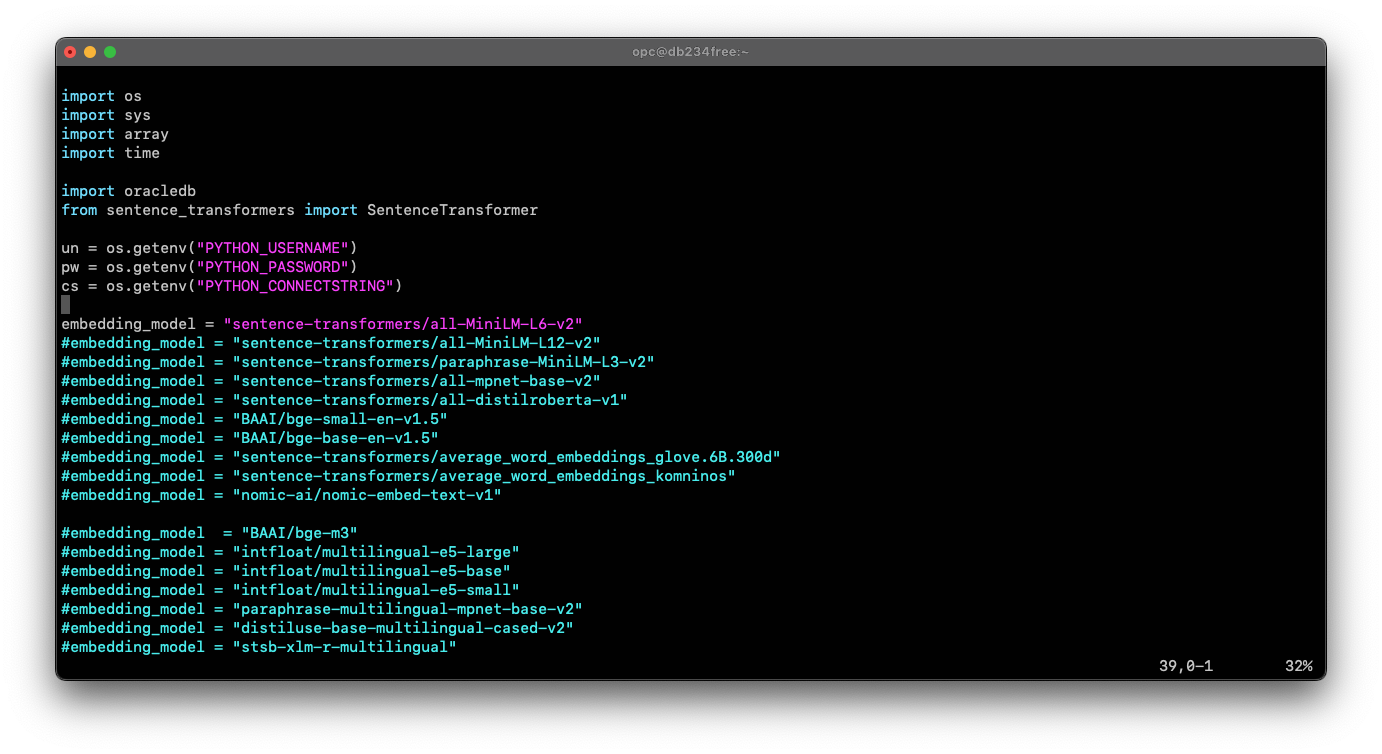 opc@db234free:~
import os
import sys
import array
import time
import oracledb
from sentence_transformers import SentenceTransformer
un = os.getenv("PYTHON_USERNAME")
pw = os.getenv("PYTHON_PASSWORD")
cs = os.getenv("PYTHON_CONNECTSTRING")
embedding_model = "sentence-transformers/all-MiniLM-L6-v2"
#embedding_model = "sentence-transformers/all-MiniLM-L12-v2"
#embedding_model = "sentence-transformers/paraphrase-MiniLM-L3-v2"
#embedding_model = "sentence-transformers/all-mpnet-base-v2"
#embedding_model = "sentence-transformers/all-distilroberta-v1"
#embedding_model = "BAAI/bge-small-en-v1.5"
#embedding_model = "BAAI/bge-base-en-v1.5"
#embedding_model = "sentence-transformers/average_word_embeddings_glove.6B.300d"
#embedding_model = "sentence-transformers/average_word_embeddings_komninos"
#embedding_model = "nomic-ai/nomic-embed-text-v1"
#embedding_model  = "BAAI/bge-m3"
#embedding_model = "intfloat/multilingual-e5-large"
#embedding_model = "intfloat/multilingual-e5-base"
#embedding_model = "intfloat/multilingual-e5-small"
#embedding_model = "paraphrase-multilingual-mpnet-base-v2"
#embedding_model = "distiluse-base-multilingual-cased-v2"
#embedding_model = "stsb-xlm-r-multilingual"
39,0-1 32%